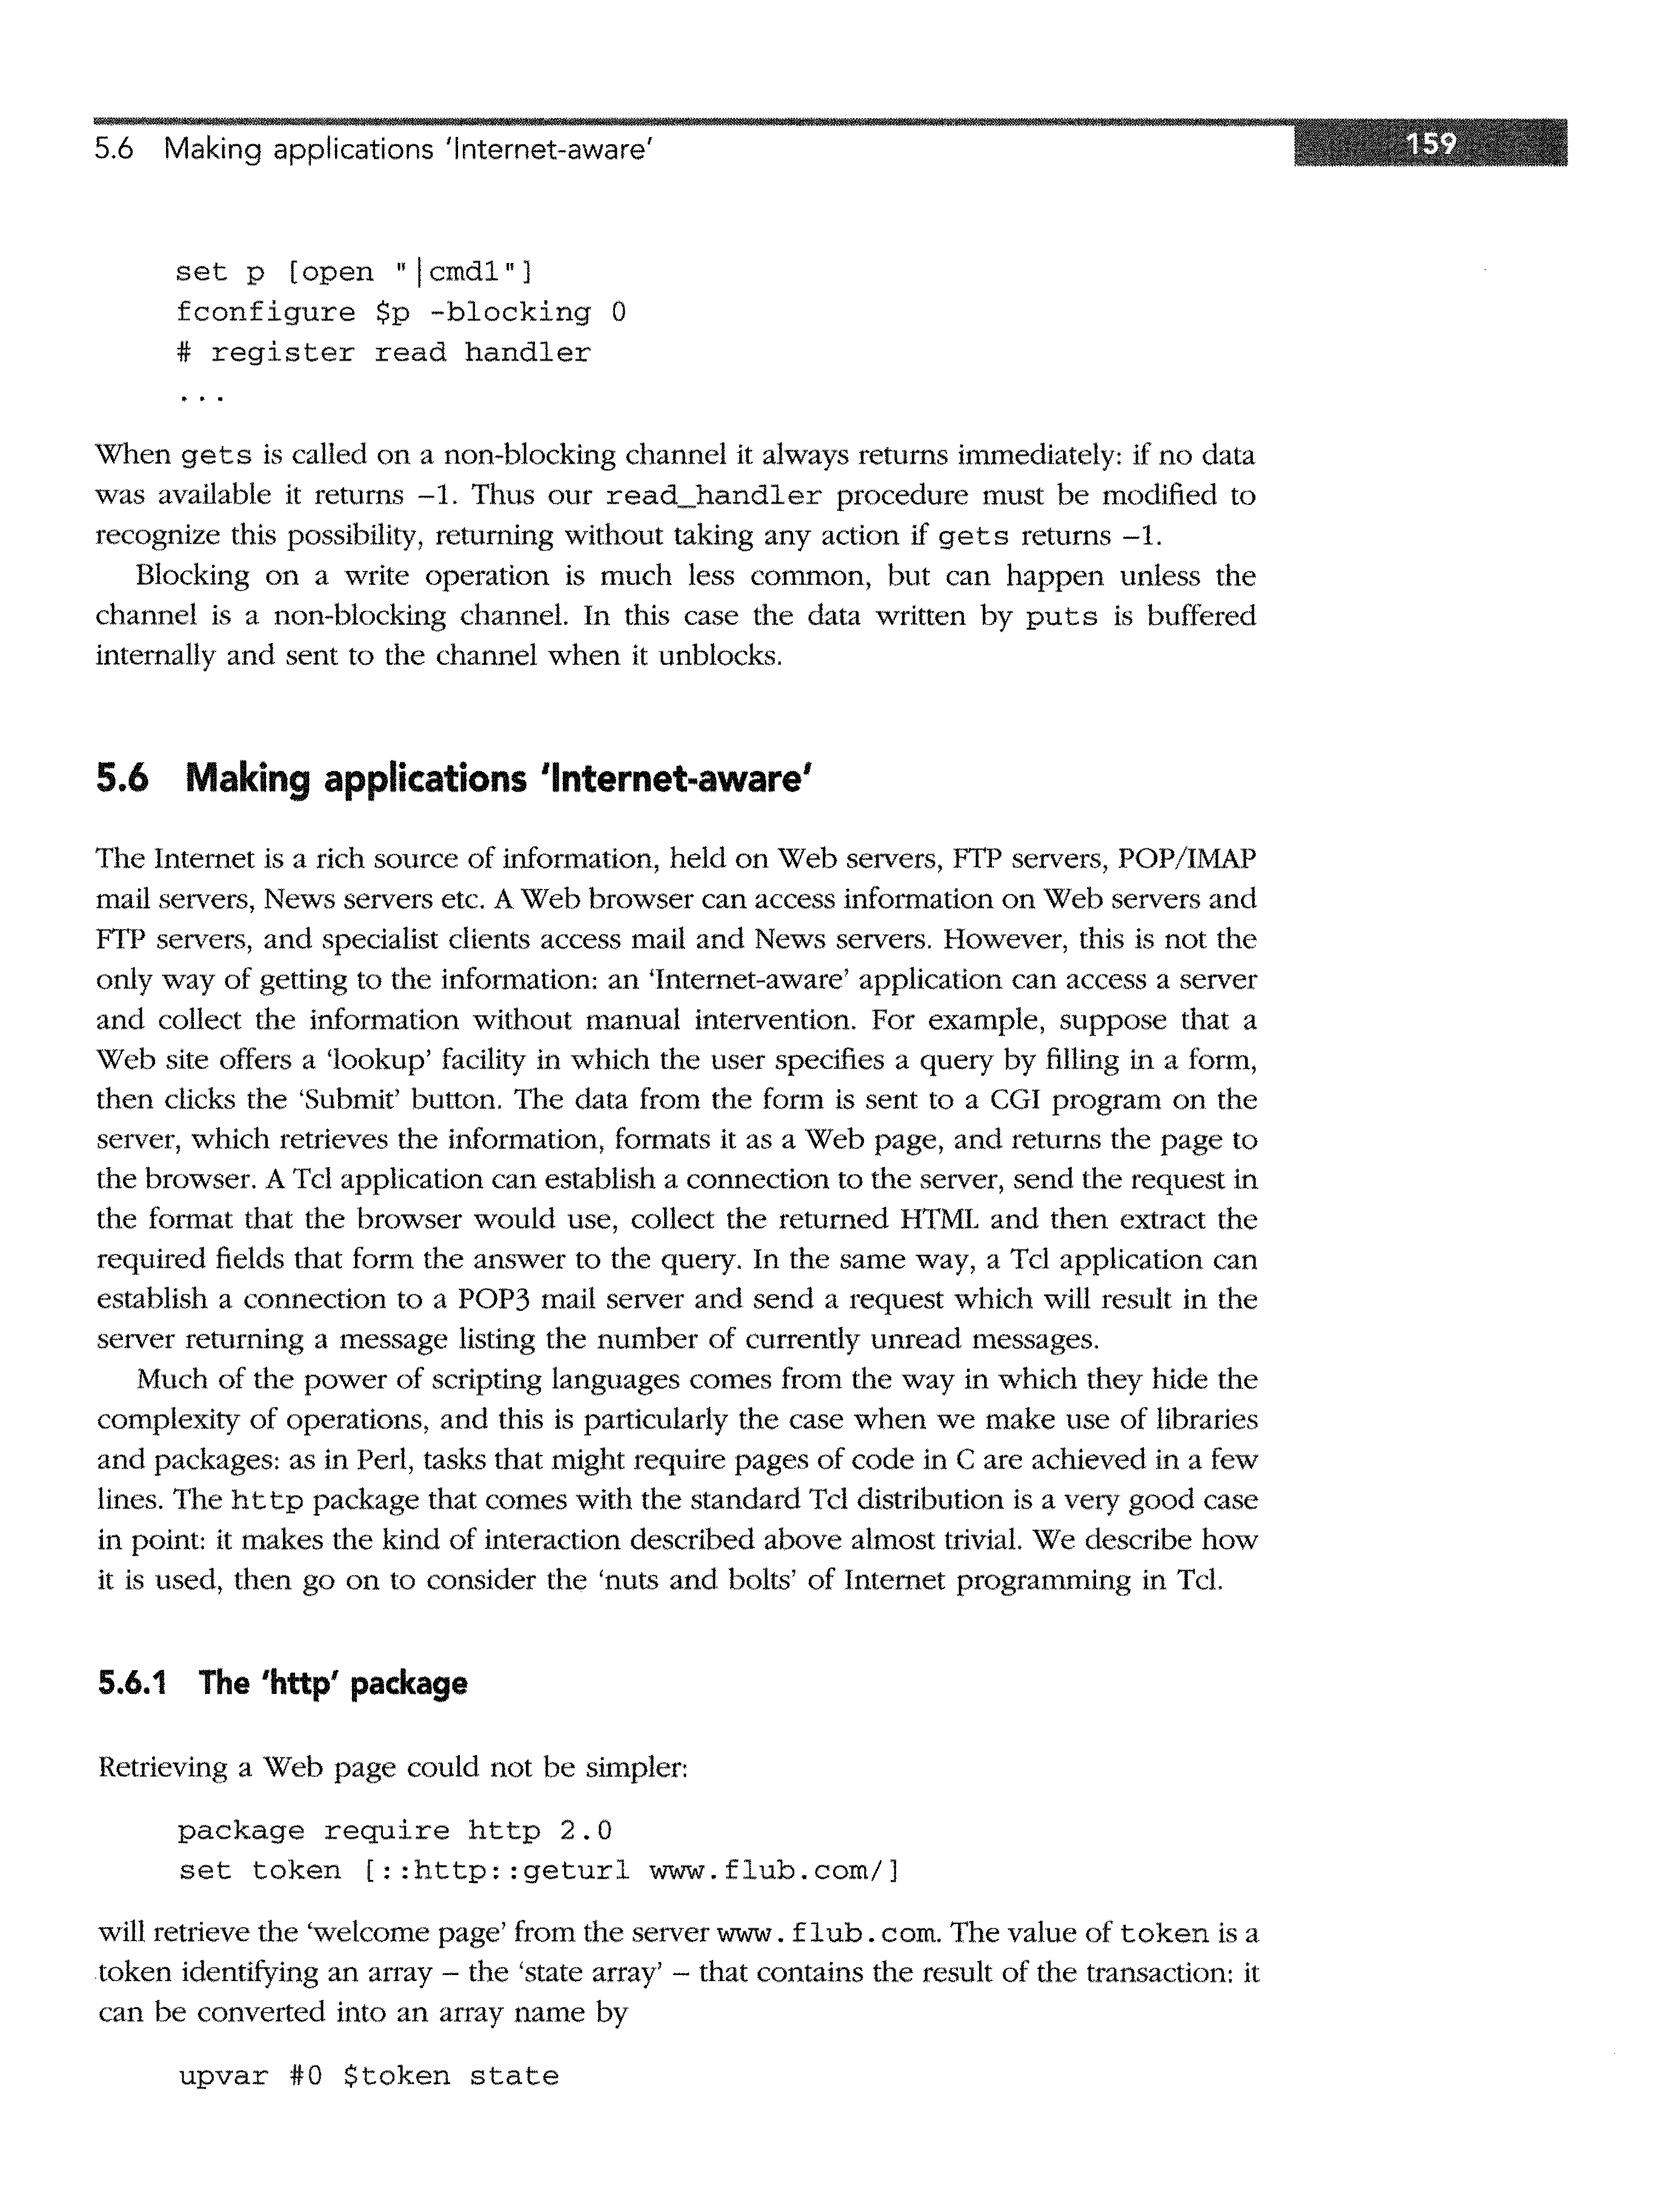 5.6 Making applications 'Internet-aware'
159
set p [open "|cmd1"]
fconfigure $p -blocking 0
# register read handler
...
When gets is called on a non-blocking channel it always returns immediately: if no data
was available it returns –1. Thus our read_handler procedure must be modified to
recognize this possibility, returning without taking any action if gets returns –1.
Blocking on a write operation is much less common, but can happen unless the
channel is a non-blocking channel. In this case the data written by puts is buffered
internally and sent to the channel when it unblocks.
5.6 Making applications 'Internet-aware'
The Internet is a rich source of information, held on Web servers, FTP servers, POP/IMAP
mail servers, News servers etc. A Web browser can access information on Web servers and
FTP servers, and specialist clients access mail and News servers. However, this is not the
only way of getting to the information: an 'Internet-aware' application can access a server
and collect the information without manual intervention. For example, suppose that a
Web site offers a 'lookup' facility in which the user specifies a query by filling in a form,
then clicks the 'Submit' button. The data from the form is sent to a CGI program on the
server, which retrieves the information, formats it as a Web page, and returns the page to
the browser. A Tcl application can establish a connection to the server, send the request in
the format that the browser would use, collect the returned HTML and then extract the
required fields that form the answer to the query. In the same way, a Tcl application can
establish a connection to a POP3 mail server and send a request which will result in the
server returning a message listing the number of currently unread messages.
Much of the power of scripting languages comes from the way in which they hide the
complexity of operations, and this is particularly the case when we make use of libraries
and packages: as in Perl, tasks that might require pages of code in C are achieved in a few
lines. The http package that comes with the standard Tcl distribution is a very good case
in point: it makes the kind of interaction described above almost trivial. We describe how
it is used, then go on to consider the 'nuts and bolts' of Internet programming in Tcl.
5.6.1 The 'http' package
Retrieving a Web page could not be simpler:
package require http 2.0
set token [::http::geturl www.flub.com/]
will retrieve the 'welcome page' from the server www.flub.com. The value of token is a
token identifying an array – the 'state array' – that contains the result of the transaction: it
can be converted into an array name by
upvar #0 $token state